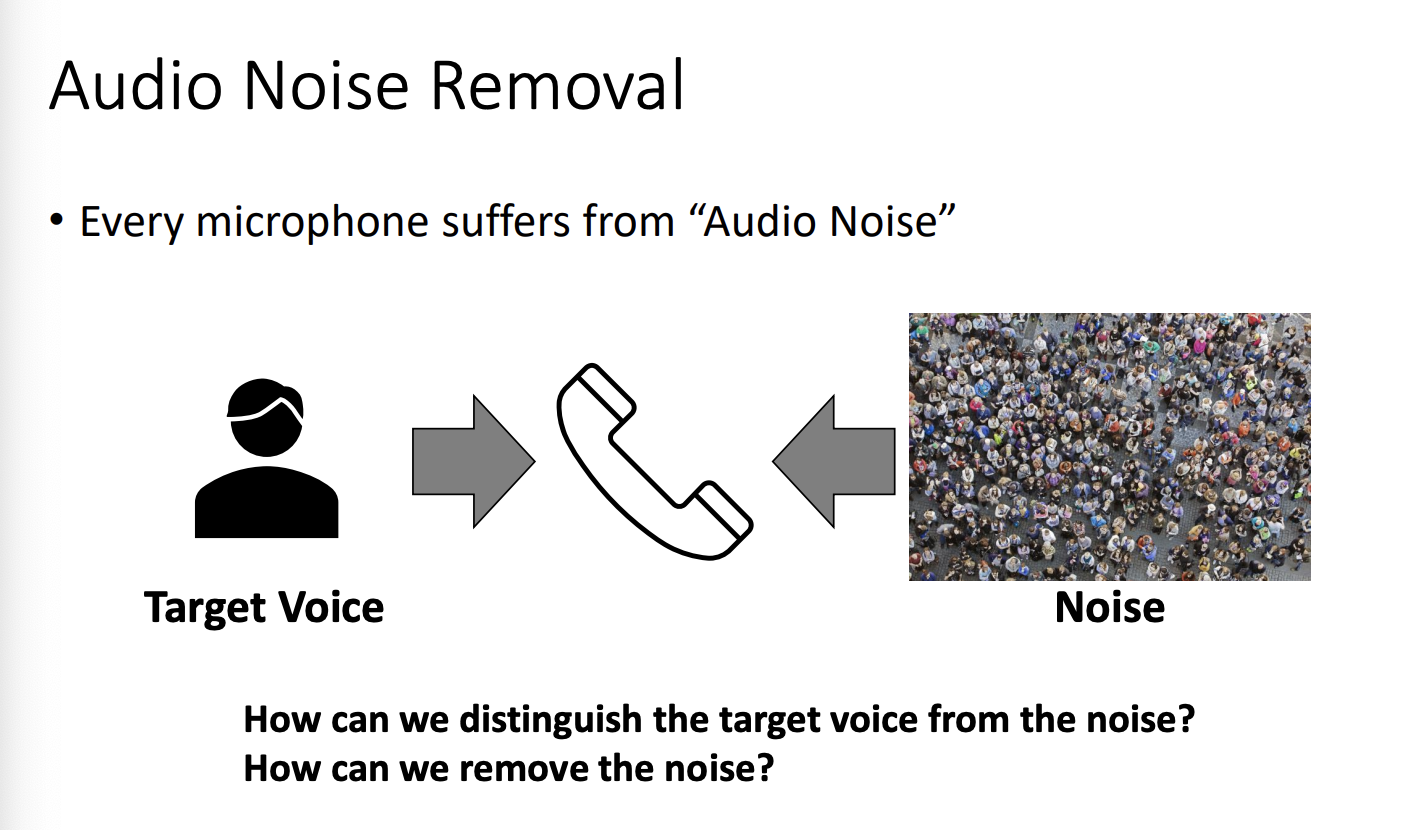 Audio Noise Removal
• Every microphone suffers from “Audio Noise”
Target Voice
Noise
How can we distinguish the target voice from the noise?
How can we remove the noise?